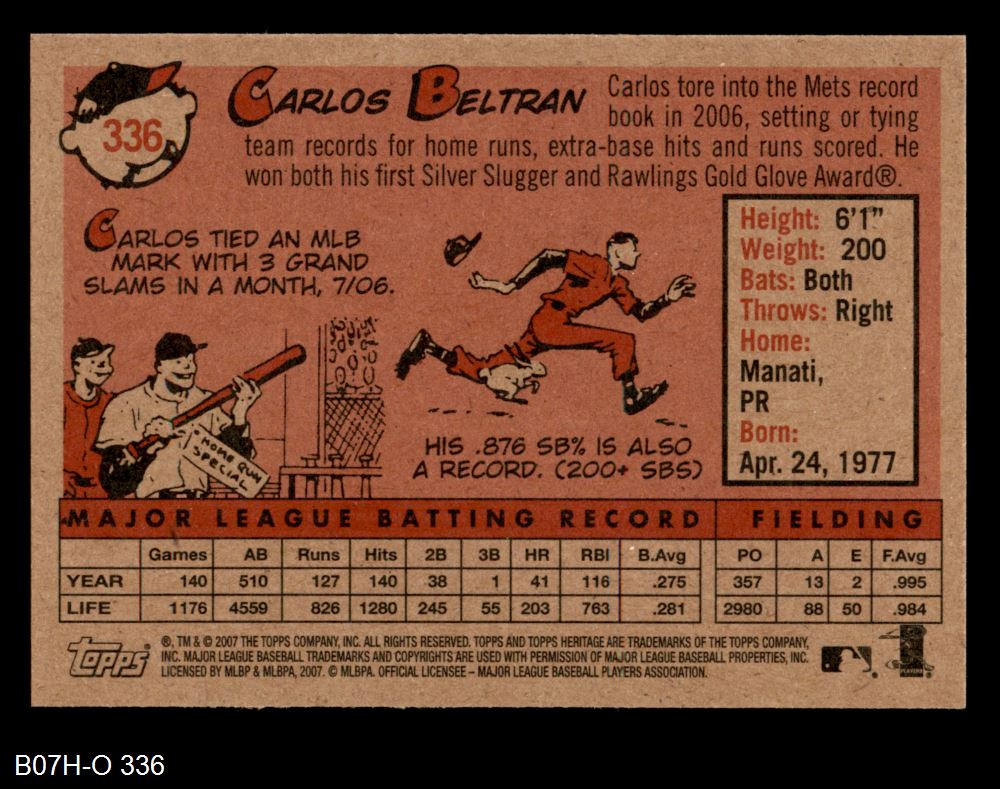 336
CARLOS BELTRAN
Carlos tore into the Mets record
book in 2006, setting or tying
team records for home runs, extra-base hits and runs scored. He
won both his first Silver Slugger and Rawlings Gold Glove Award®.
CARLOS TIED AN MLB
MARK WITH 3 GRAND
SLAMS IN A MONTH, 7/06.
HOME RUN
SPECIAL
HIS .876 SB% IS ALSO
A RECORD. (200+ SBS)
Height: 6'1"
Weight: 200
Bats: Both
Throws: Right
Home:
Manati,
PR
Born:
Apr. 24, 1977
MAJOR LEAGUE BATTING RECORD FIELDING
Games AB Runs Hits 2B 3B HR RBI B.Avg PO A E F.Avg
YEAR 140 510 127 140 38 1 41 116 .275 357 13 2 .995
LIFE 1176 4559 826 1280 245 55 203 763 .281 2980 88 50 .984
topps
®, TM & © 2007 THE TOPPS COMPANY, INC. ALL RIGHTS RESERVED. TOPPS AND TOPPS HERITAGE ARE TRADEMARKS OF THE TOPPS COMPANY,
INC. MAJOR LEAGUE BASEBALL TRADEMARKS AND COPYRIGHTS ARE USED WITH PERMISSION OF MAJOR LEAGUE BASEBALL PROPERTIES, INC.
LICENSED BY MLBP & MLBPA, 2007. © MLBPA. OFFICIAL LICENSEE – MAJOR LEAGUE BASEBALL PLAYERS ASSOCIATION.
B07H-O 336